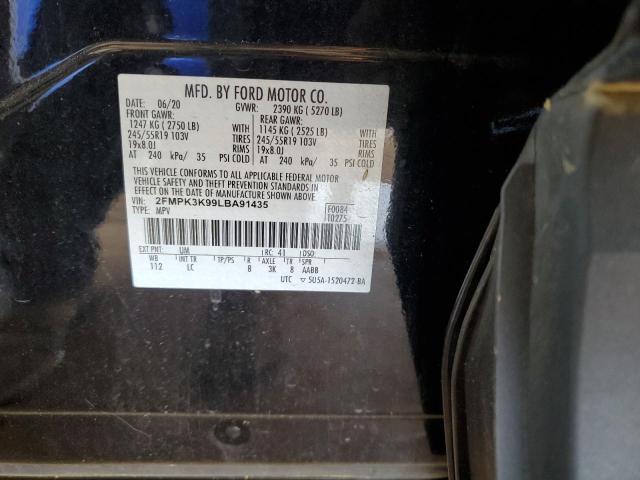 MFD. BY FORD MOTOR CO.
DATE: 06/20 GVWR: 2390 KG ( 5270 LB)
FRONT GAWR: REAR GAWR:
1247 KG ( 2750 LB) WITH 1145 KG ( 2525 LB) WITH
245/55R19 103V TIRES 245/55R19 103V TIRES
19x8.0J RIMS 19x8.0J RIMS
AT 240 kPa/ 35 PSI COLD AT 240 kPa/ 35 PSI COLD
THIS VEHICLE CONFORMS TO ALL APPLICABLE FEDERAL MOTOR
VEHICLE SAFETY AND THEFT PREVENTION STANDARDS IN
EFFECT ON THE DATE OF MANUFACTURE SHOWN ABOVE.
VIN: 2FMPK3K99LBA91435 F0084
TYPE: MPV T0275
EXT PNT: UM RC: 41 DSO:
WB INT TR TP/PS R AXLE TR SPR
112 LC B 3K 8 AABB
UTC ▽ 5U5A-1520472-BA